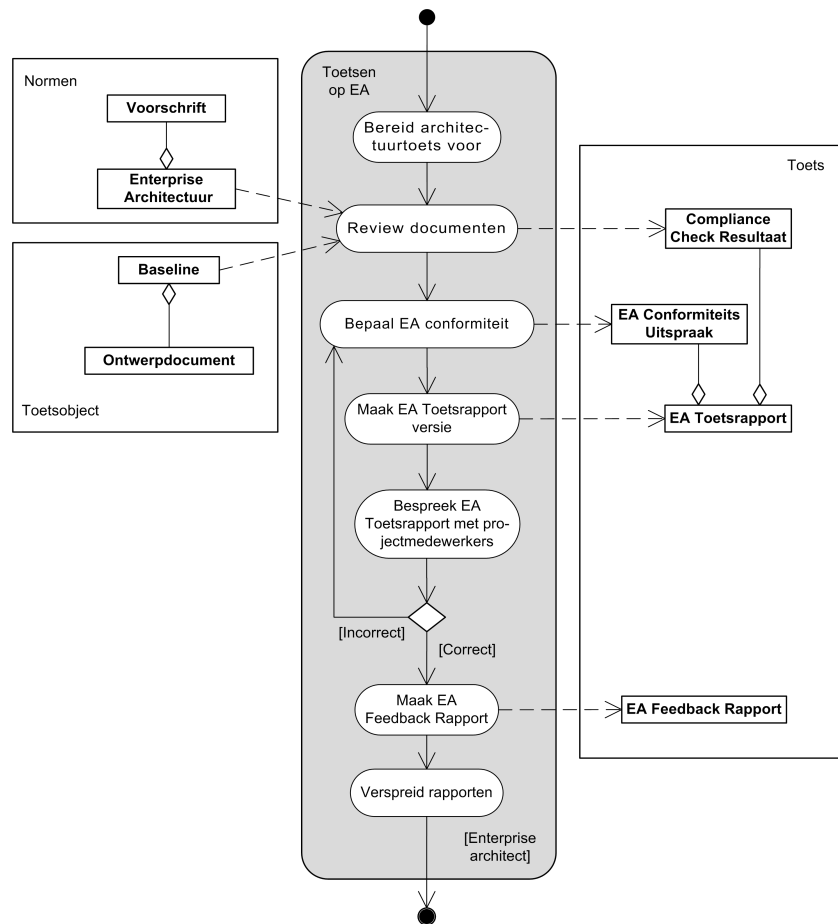 Toetsen
op EA
Normen
Voorschrift
Enterprise
Architectuur
Baseline
Ontwerpdocument
Toetsobject
Bereid architec-
tuurtoets voor
Review documenten
Bepaal EA conformiteit
Maak EA Toetsrapport
versie
Bespreek EA
Toetsrapport met pro-
jectmedewerkers
[Incorrect]
[Correct]
Maak EA
Feedback Rapport
Verspreid rapporten
[Enterprise
architect]
Toets
Compliance
Check Resultaat
EA Conformiteits
Uitspraak
EA Toetsrapport
EA Feedback Rapport